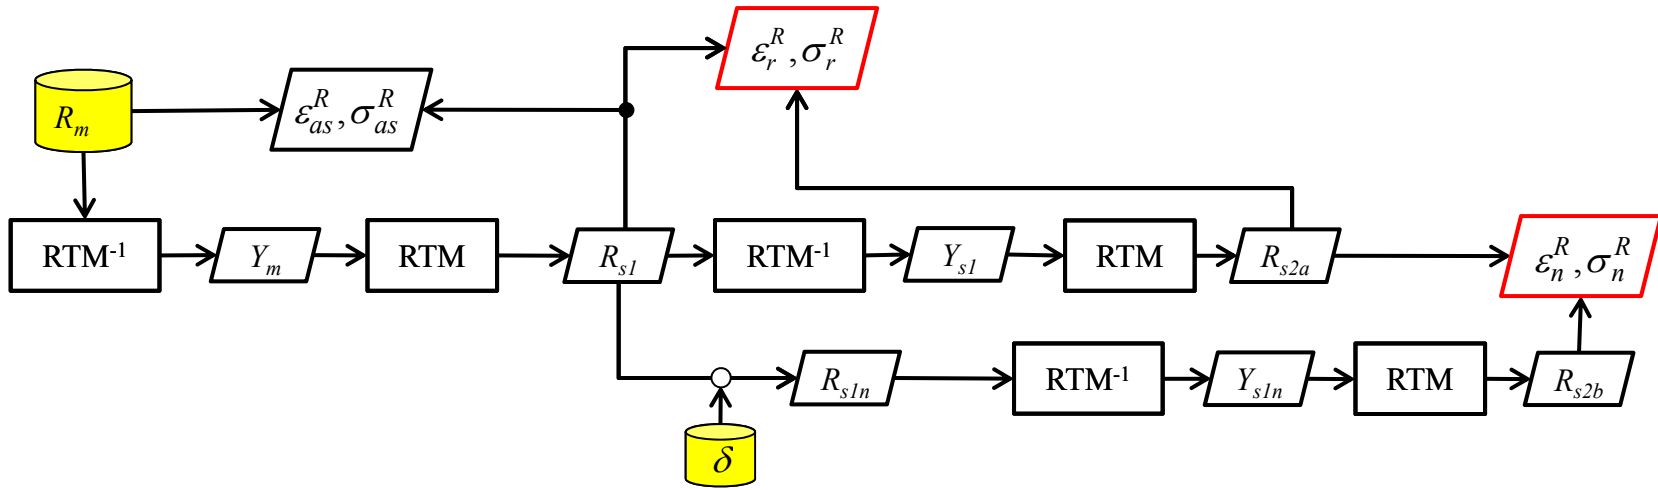 ε_r^R, σ_r^R
R_m
ε_as^R, σ_as^R
RTM⁻¹
Y_m
RTM
R_s1
RTM⁻¹
Y_s1
RTM
R_s2a
ε_n^R, σ_n^R
R_s1n
RTM⁻¹
Y_s1n
RTM
R_s2b
δ